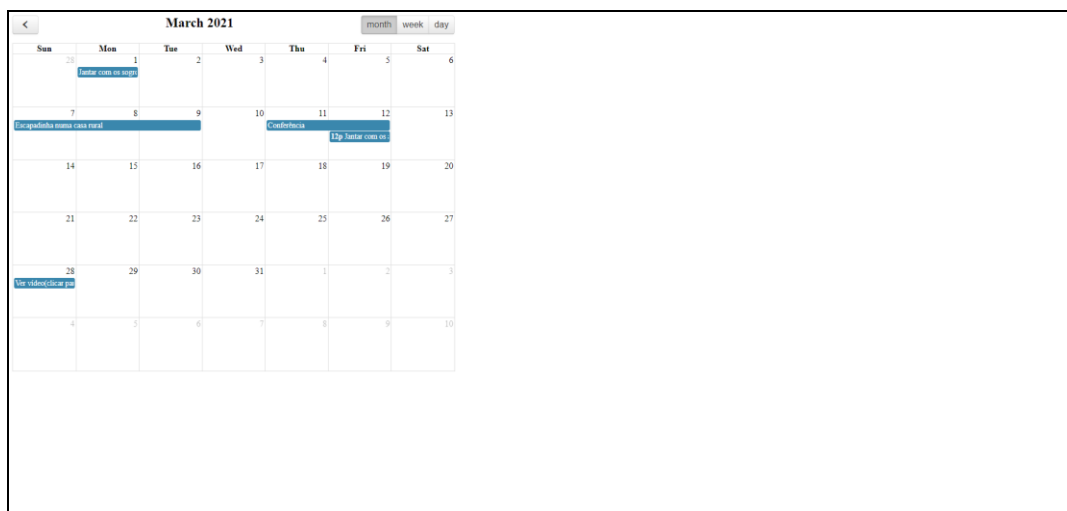 < March 2021 month week day
Sun Mon Tue Wed Thu Fri Sat
28 1 2 3 4 5 6
Jantar com os sogro
7 8 9 10 11 12 13
Escapadinha numa casa rural Conferência
12p Jantar com os
14 15 16 17 18 19 20
21 22 23 24 25 26 27
28 29 30 31 1 2 3
Ver video(clicar pa
4 5 6 7 8 9 10